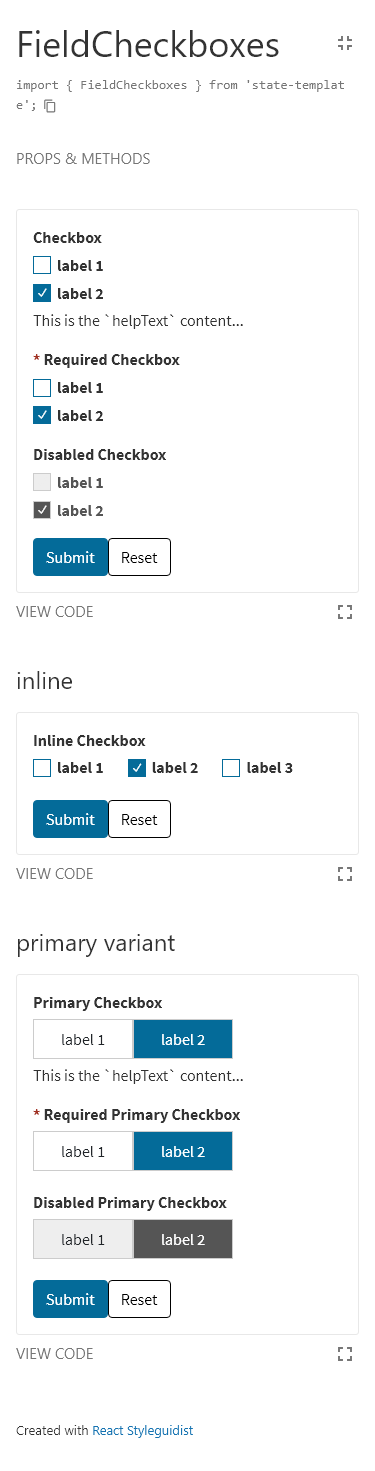 FieldCheckboxes
import { FieldCheckboxes } from 'state-templat
e';
PROPS & METHODS
Checkbox
label 1
label 2
This is the `helpText` content...
* Required Checkbox
label 1
label 2
Disabled Checkbox
label 1
label 2
Submit Reset
VIEW CODE
inline
Inline Checkbox
label 1 label 2 label 3
Submit Reset
VIEW CODE
primary variant
Primary Checkbox
label 1 label 2
This is the `helpText` content...
* Required Primary Checkbox
label 1 label 2
Disabled Primary Checkbox
label 1 label 2
Submit Reset
VIEW CODE
Created with React Styleguidist